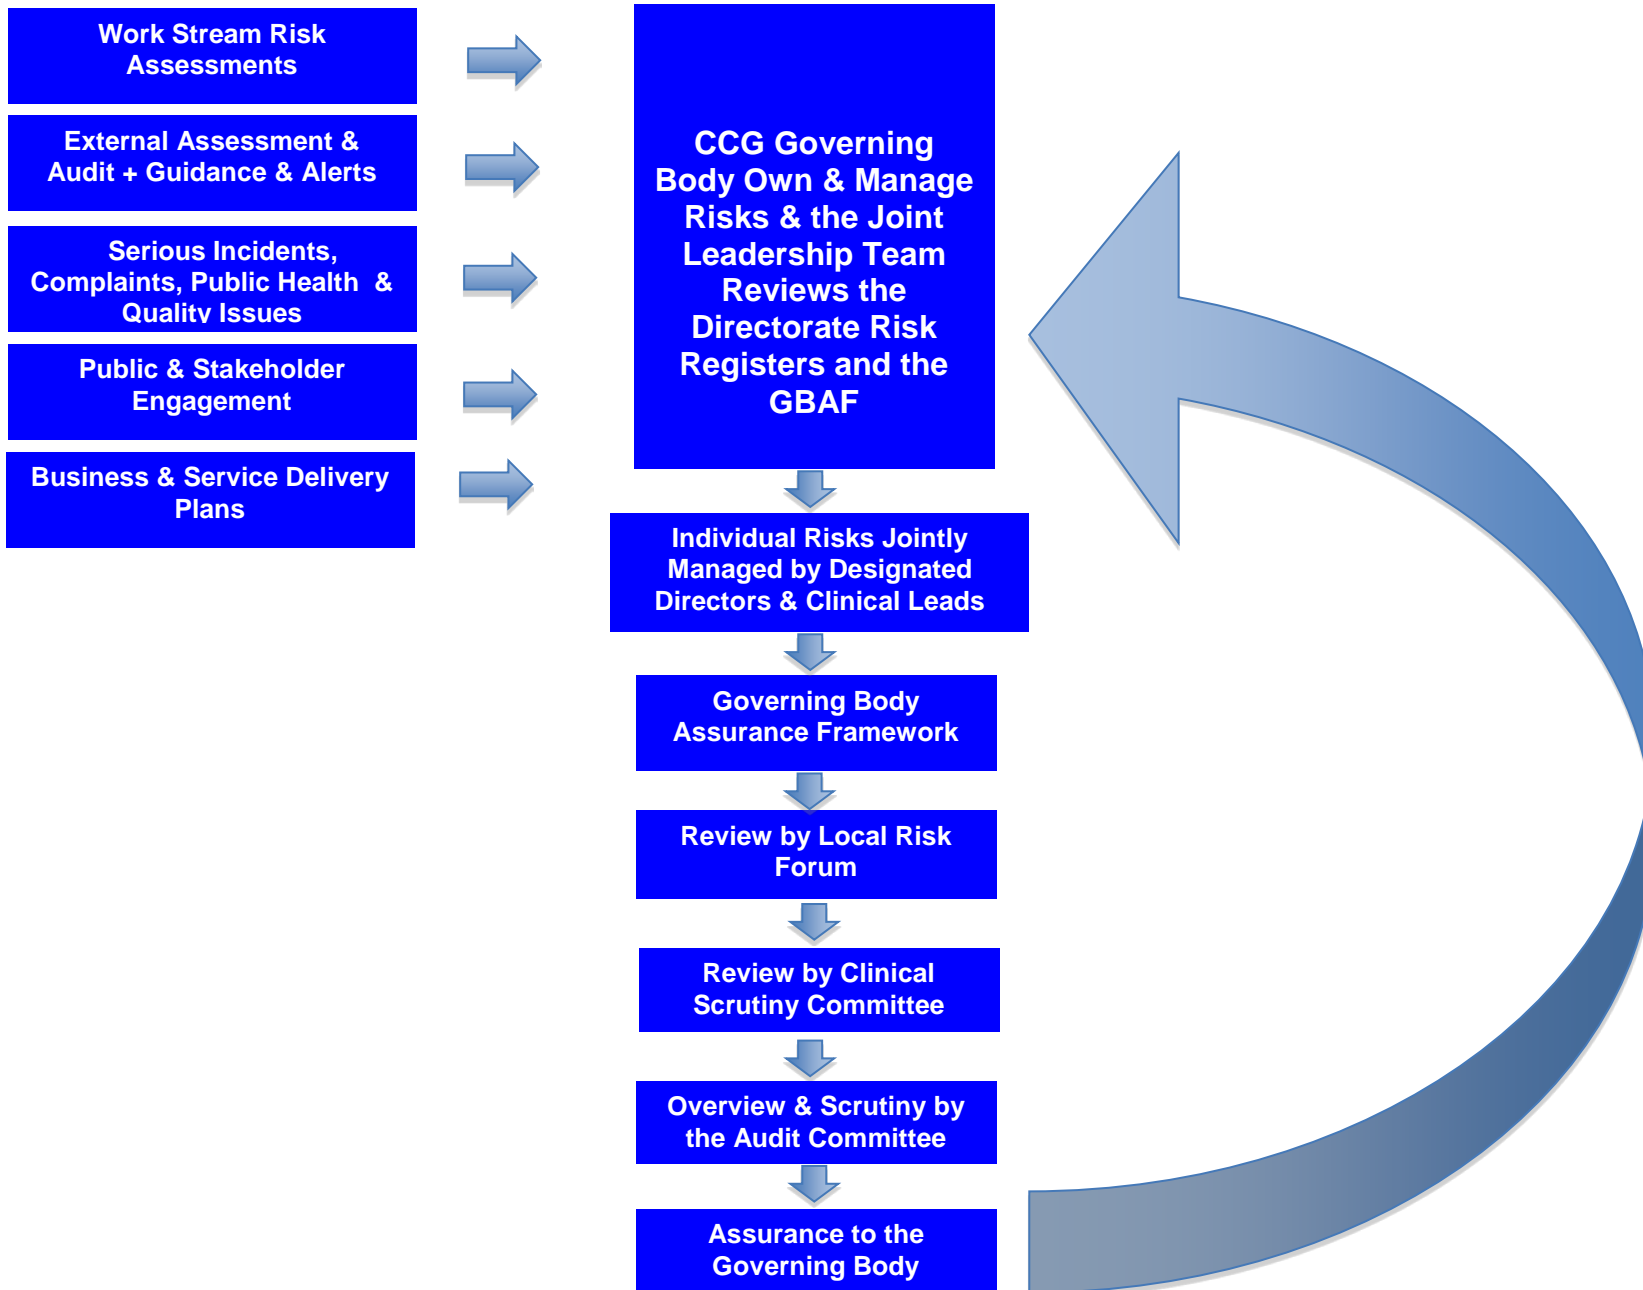 Work Stream Risk
Assessments
External Assessment &
Audit + Guidance & Alerts
Serious Incidents,
Complaints, Public Health & 
Quality Issues
Public & Stakeholder
Engagement
Business & Service Delivery
Plans
CCG Governing
Body Own & Manage
Risks & the Joint
Leadership Team
Reviews the
Directorate Risk
Registers and the
GBAF
Individual Risks Jointly
Managed by Designated
Directors & Clinical Leads
Governing Body
Assurance Framework
Review by Local Risk
Forum
Review by Clinical
Scrutiny Committee
Overview & Scrutiny by
the Audit Committee
Assurance to the
Governing Body